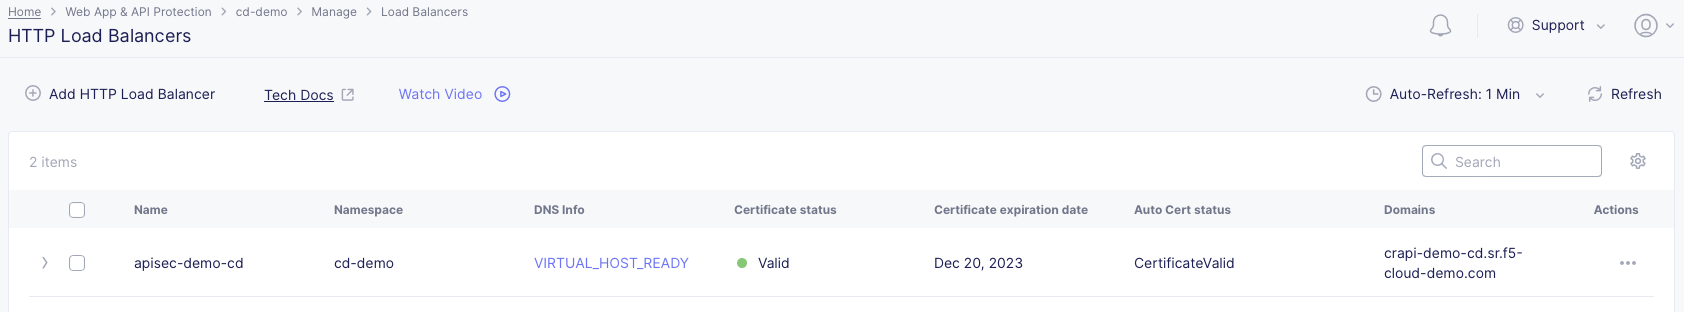 Home > Web App & API Protection > cd-demo > Manage > Load Balancers
HTTP Load Balancers
Support
Add HTTP Load Balancer Tech Docs Watch Video Auto-Refresh: 1 Min Refresh
2 items Search
Name Namespace DNS Info Certificate status Certificate expiration date Auto Cert status Domains Actions
apisec-demo-cd cd-demo VIRTUAL_HOST_READY Valid Dec 20, 2023 CertificateValid crapi-demo-cd.sr.f5-
cloud-demo.com